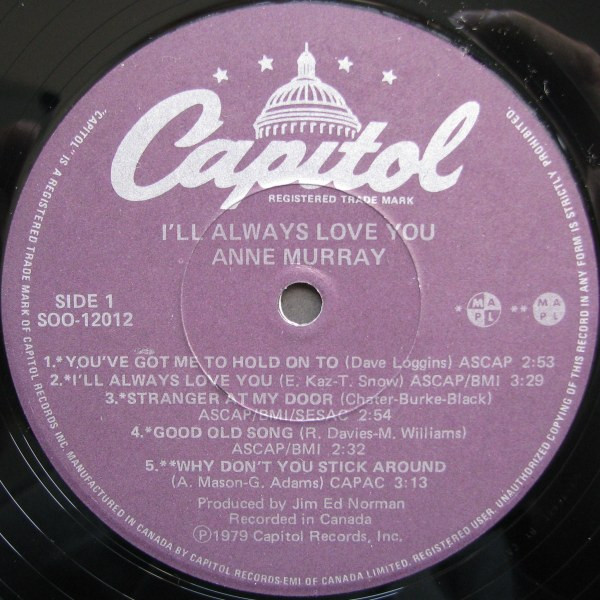 Capitol
REGISTERED TRADE MARK
I'LL ALWAYS LOVE YOU
ANNE MURRAY
SIDE 1
SOO-12012
* MAPL ** MAPL
1.*YOU'VE GOT ME TO HOLD ON TO (Dave Loggins) ASCAP 2:53
2.*I'LL ALWAYS LOVE YOU (E. Kaz-T. Snow) ASCAP/BMI 3:29
3.*STRANGER AT MY DOOR (Chater-Burke-Black)
ASCAP/BMI/SESAC 2:54
4.*GOOD OLD SONG (R. Davies-M. Williams)
ASCAP/BMI 2:32
5.**WHY DON'T YOU STICK AROUND
(A. Mason-G. Adams) CAPAC 3:13
Produced by Jim Ed Norman
Recorded in Canada
Ⓟ1979 Capitol Records, Inc.
"CAPITOL" IS A REGISTERED TRADE MARK OF CAPITOL RECORDS INC. MANUFACTURED IN CANADA BY CAPITOL RECORDS-EMI OF CANADA LIMITED. REGISTERED USER. UNAUTHORIZED COPYING OF THIS RECORD IN ANY FORM IS STRICTLY PROHIBITED.